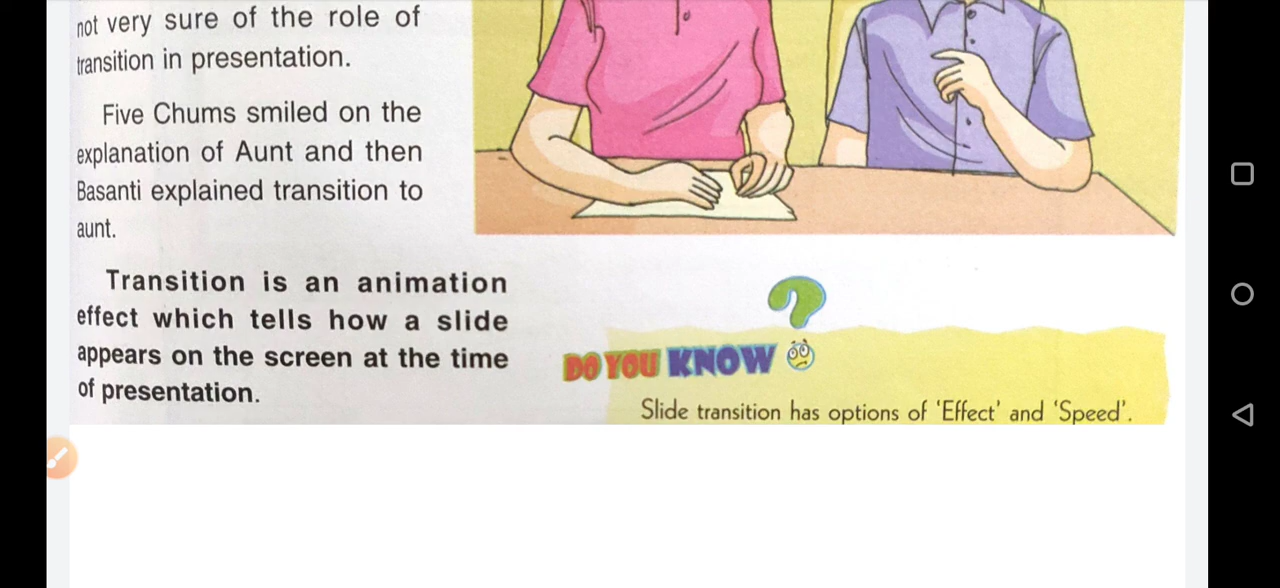 not very sure of the role of
transition in presentation.
Five Chums smiled on the
explanation of Aunt and then
Basanti explained transition to
aunt.
Transition is an animation
effect which tells how a slide
appears on the screen at the time
of presentation.
?
DO YOU KNOW
Slide transition has options of 'Effect' and 'Speed'.